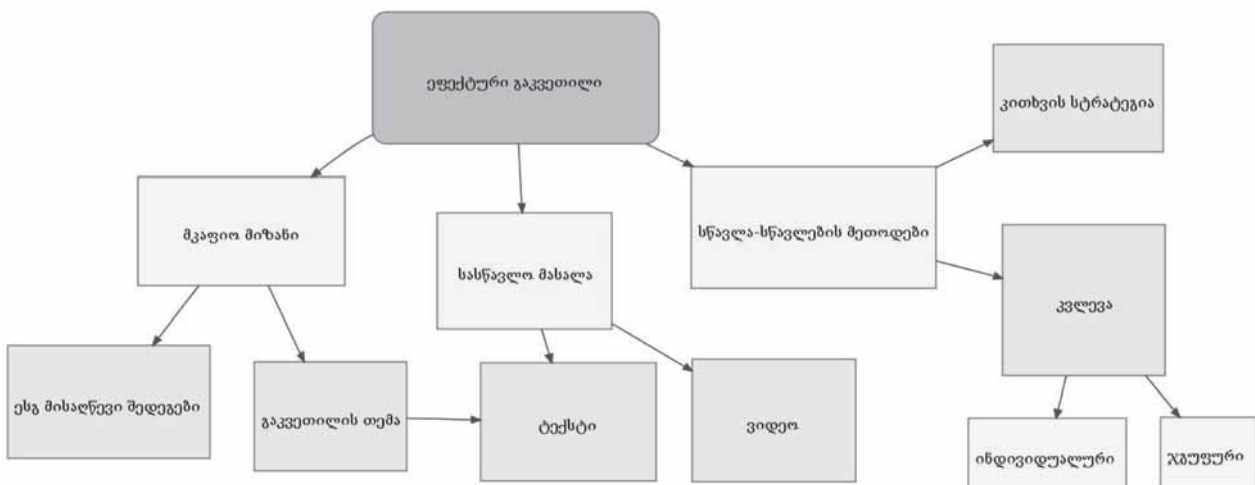 ეფექტური გაკვეთილი
კითხვის სტრატეგია
მკაფიო მიზანი
სასწავლო მასალა
სწავლა-სწავლების მეთოდები
კვლევა
ესგ მისაღწევი შედეგები
გაკვეთილის თემა
ტექსტი
ვიდეო
ინდივიდუალური
ჯგუფური